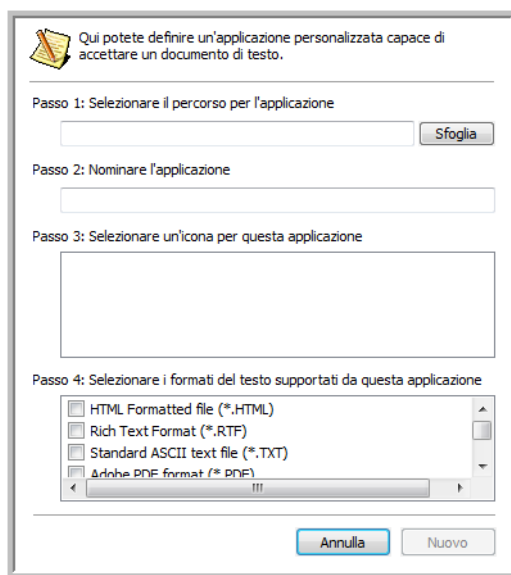 Qui potete definire un'applicazione personalizzata capace di
accettare un documento di testo.
Passo 1: Selezionare il percorso per l'applicazione
Sfoglia
Passo 2: Nominare l'applicazione
Passo 3: Selezionare un'icona per questa applicazione
Passo 4: Selezionare i formati del testo supportati da questa applicazione
HTML Formatted file (*.HTML)
Rich Text Format (*.RTF)
Standard ASCII text file (*.TXT)
Adobe PDF format (*.PDF)
Annulla Nuovo